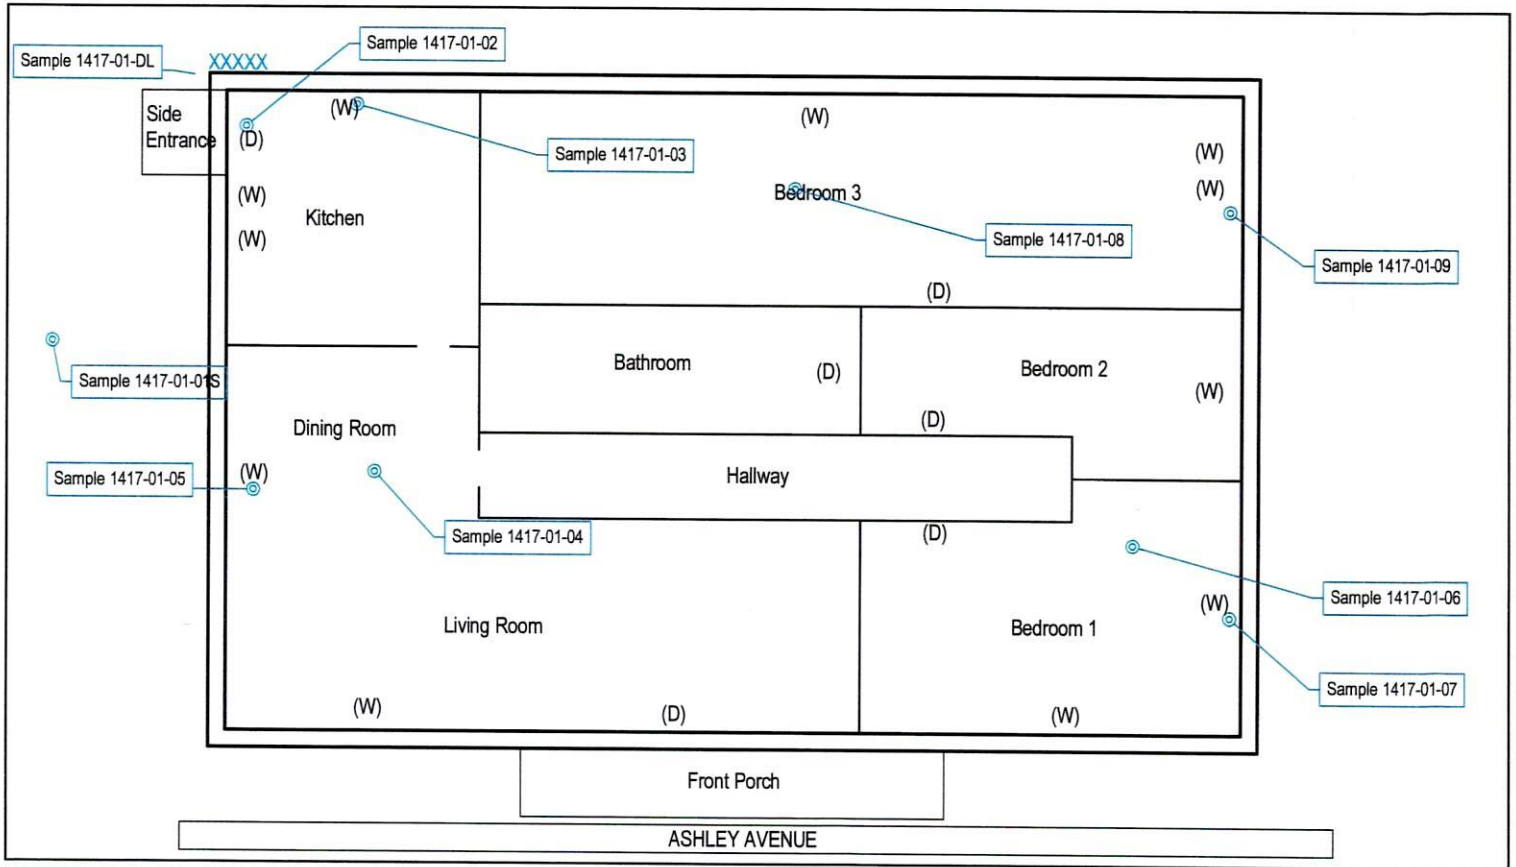 Sample 1417-01-02
Sample 1417-01-DL
XXXXX
Side
Entrance
(D)
(W)
(W)
Sample 1417-01-03
(W)
(W)
(W)
Bedroom 3
Kitchen
(W)
(W)
Sample 1417-01-08
Sample 1417-01-09
(D)
Sample 1417-01-01S
Bathroom
(D)
Bedroom 2
(W)
(D)
Dining Room
Sample 1417-01-05
(W)
Hallway
Sample 1417-01-04
(D)
Sample 1417-01-06
(W)
Living Room
Bedroom 1
Sample 1417-01-07
(W)
(D)
(W)
Front Porch
ASHLEY AVENUE